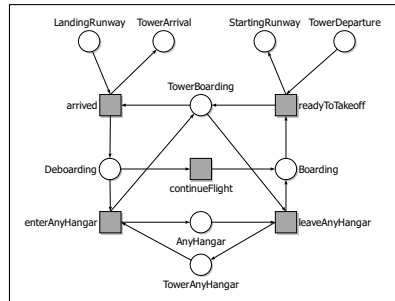 LandingRunway TowerArrival StartingRunway TowerDeparture
TowerBoarding
arrived readyToTakeoff
Deboarding Boarding
continueFlight
enterAnyHangar leaveAnyHangar
AnyHangar
TowerAnyHangar